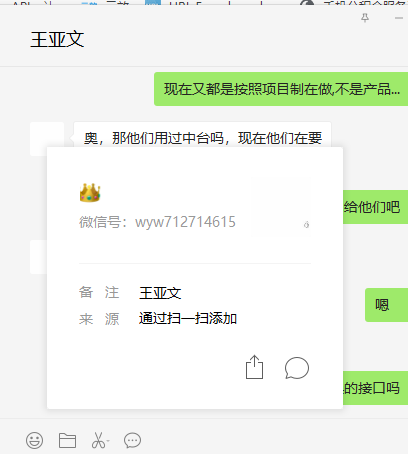 王亚文
现在又都是按照项目制在做,不是产品...
奥，那他们用过中台吗，现在他们在要
微信号：wyw712714615
给他们吧
备 注 王亚文
嗯
来 源 通过扫一扫添加
的接口吗